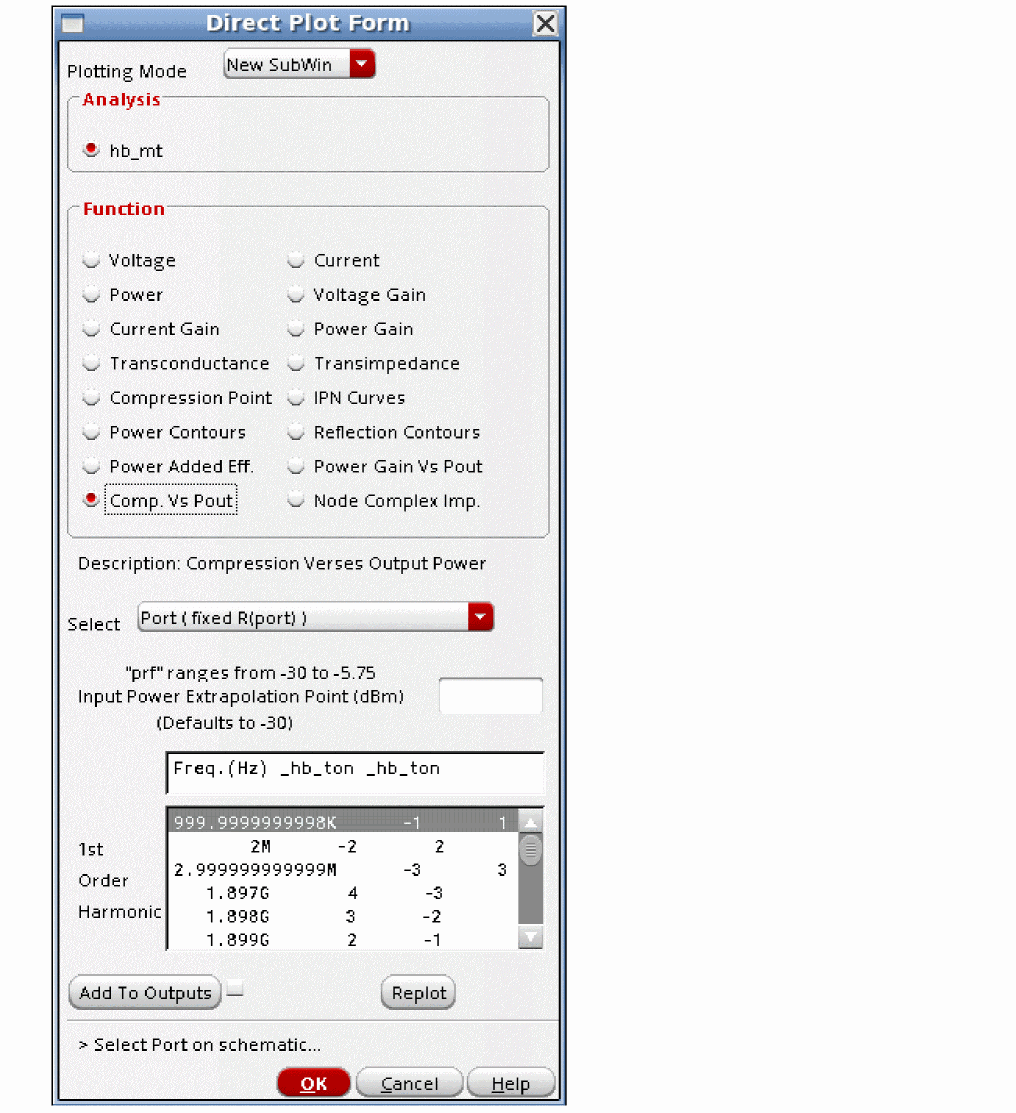 Direct Plot Form
Plotting Mode New SubWin
Analysis
hb_mt
Function
Voltage Current
Power Voltage Gain
Current Gain Power Gain
Transconductance Transimpedance
Compression Point IPN Curves
Power Contours Reflection Contours
Power Added Eff. Power Gain Vs Pout
Comp. Vs Pout Node Complex Imp.
Description: Compression Verses Output Power
Select Port ( fixed R(port) )
"prf" ranges from -30 to -5.75
Input Power Extrapolation Point (dBm)
(Defaults to -30)
Freq.(Hz) _hb_ton _hb_ton
1st
Order
Harmonic
999.9999999998K -1 1
2M -2 2
2.999999999999M -3 3
1.897G 4 -3
1.898G 3 -2
1.899G 2 -1
Add To Outputs Replot
> Select Port on schematic...
OK Cancel Help